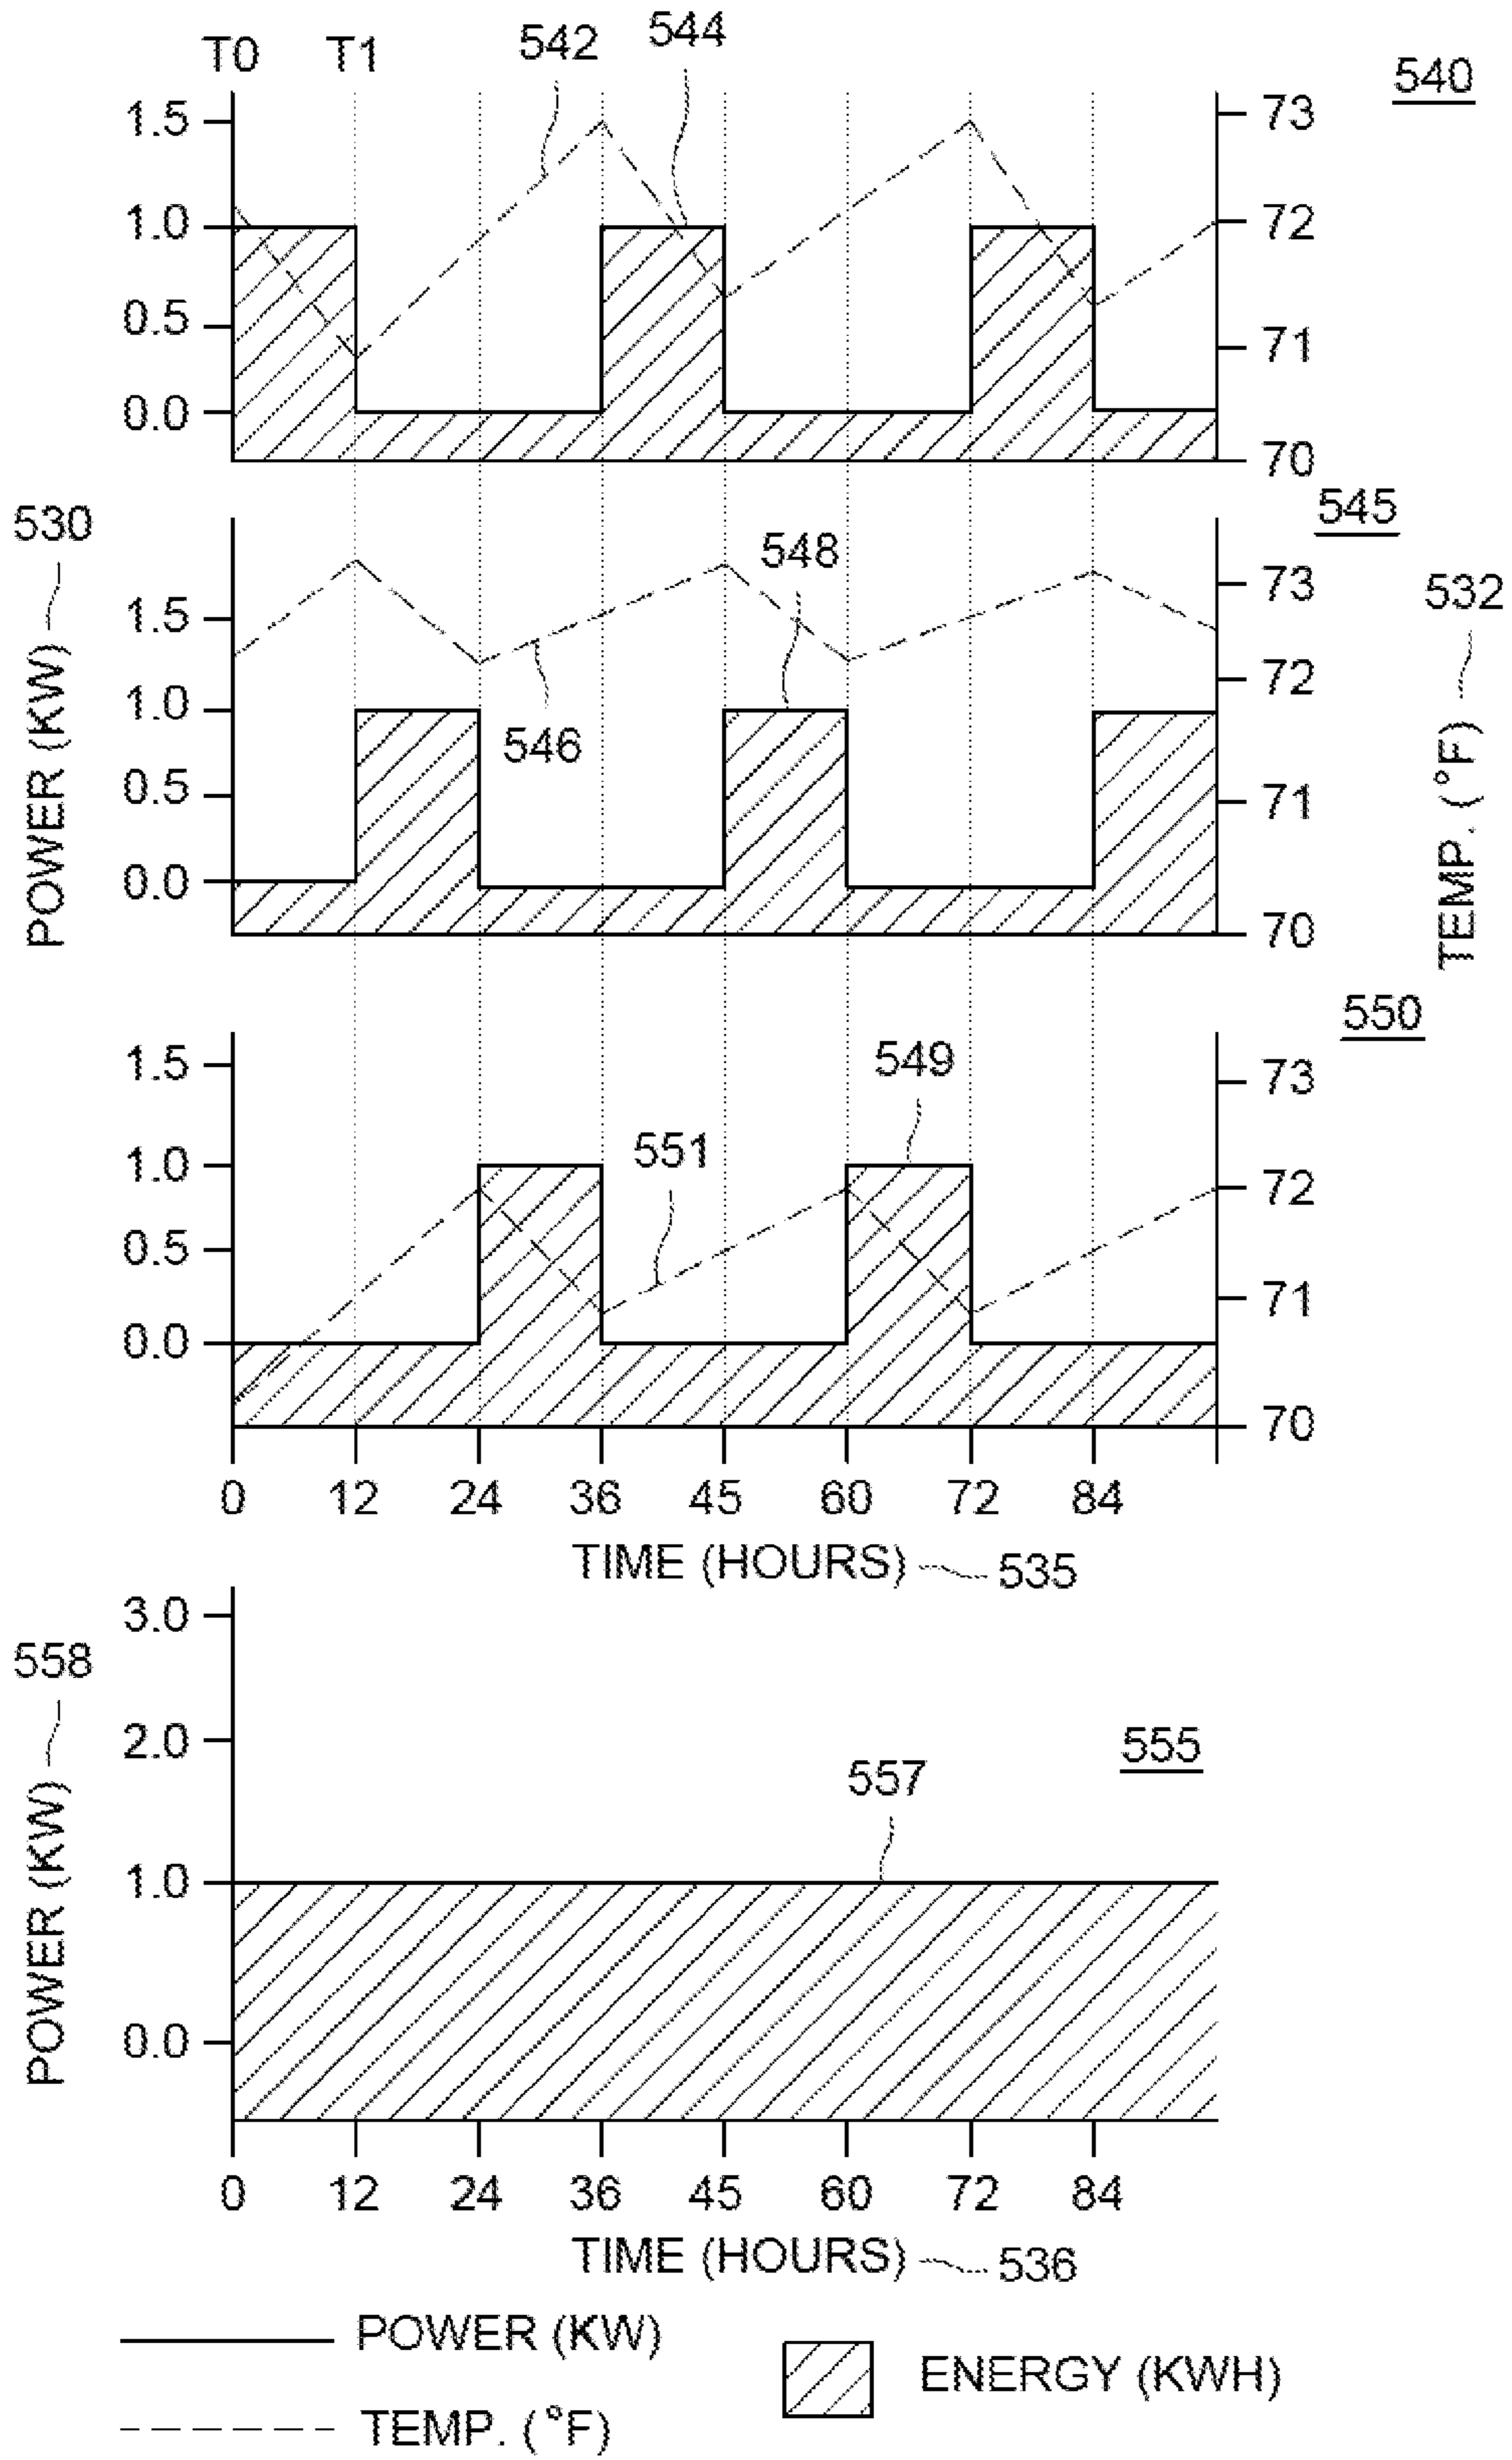 T0 T1 542 544 540
1.5 73
1.0 72
0.5 71
0.0 70
545
530 548 532
73
1.5
72
1.0
546
0.5 71
0.0
70
POWER (KW)
TEMP. (°F)
550
1.5 549 73
551
1.0 72
0.5
71
0.0
70
0 12 24 36 45 60 72 84
TIME (HOURS) 535
3.0
558
2.0 555
557
1.0
POWER (KW)
0.0
0 12 24 36 45 60 72 84
TIME (HOURS) 536
POWER (KW)
ENERGY (KWH)
TEMP. (°F)